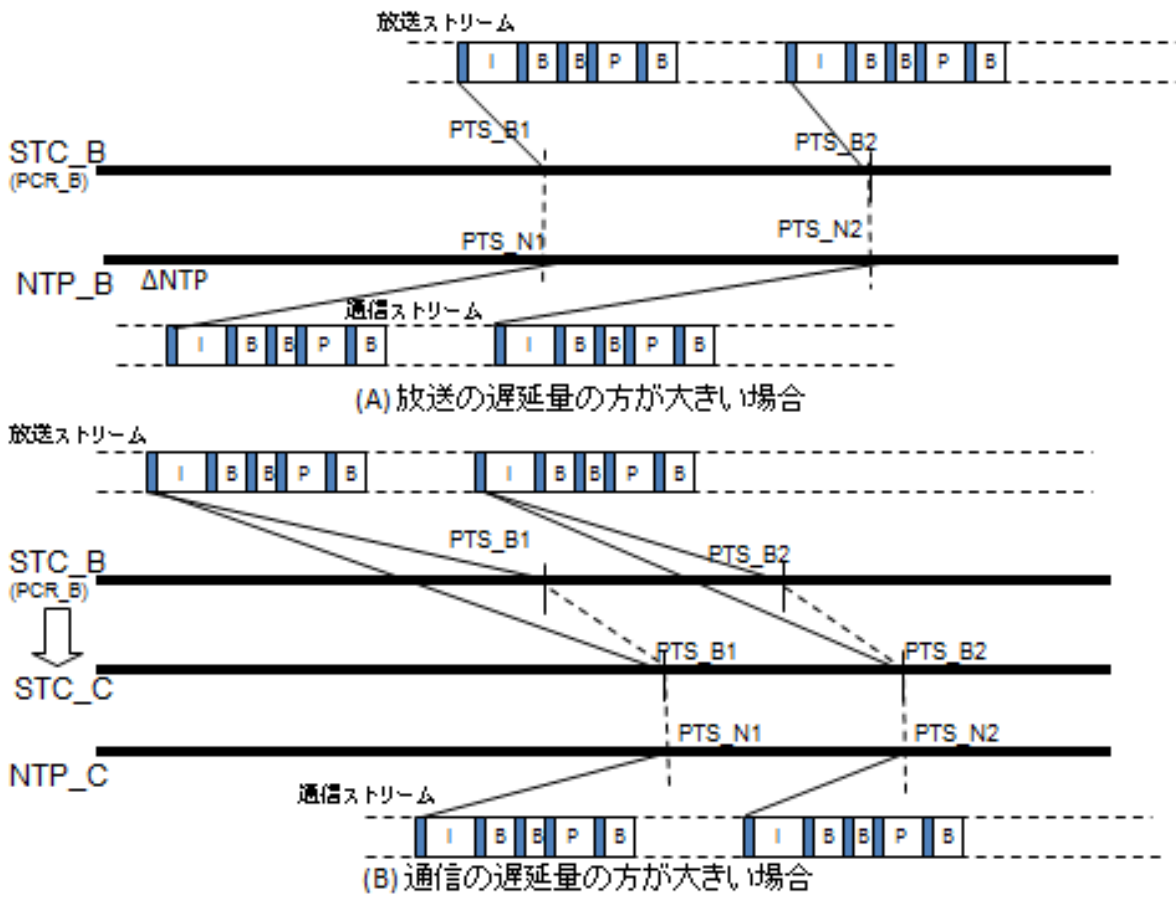 放送ストリーム
I B B P B I B B P B
PTS_B1 PTS_B2
STC_B
(PCR_B)
PTS_N1 PTS_N2
NTP_B ΔNTP
通信ストリーム
I B B P B I B B P B
(A) 放送の遅延量の方が大きい場合
放送ストリーム
I B B P B I B B P B
PTS_B1 PTS_B2
STC_B
(PCR_B)
PTS_B1 PTS_B2
STC_C
PTS_N1 PTS_N2
NTP_C
通信ストリーム
I B B P B I B B P B
(B) 通信の遅延量の方が大きい場合